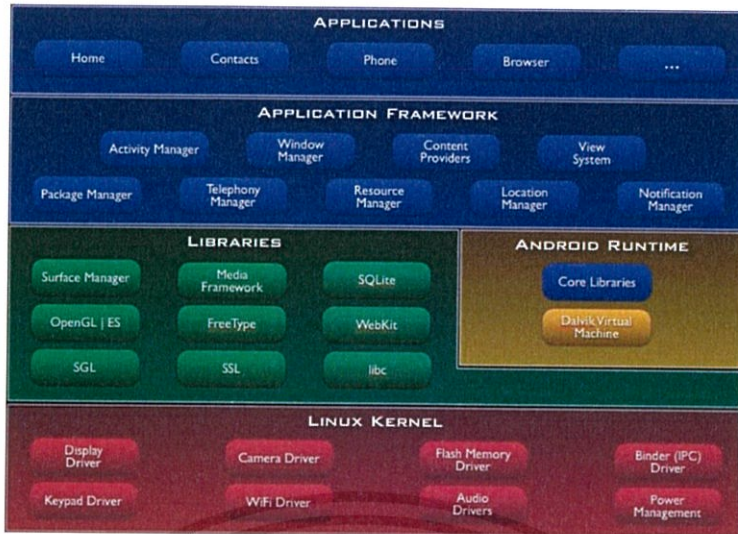 APPLICATIONS
Home
Contacts
Phone
Browser
...
APPLICATION FRAMEWORK
Activity Manager
Window
Manager
Content
Providers
View
System
Package Manager
Telephony
Manager
Resource
Manager
Location
Manager
Notification
Manager
LIBRARIES
Surface Manager
Media
Framework
SQLite
OpenGL | ES
FreeType
WebKit
SGL
SSL
libc
ANDROID RUNTIME
Core Libraries
Dalvik Virtual
Machine
LINUX KERNEL
Display
Driver
Camera Driver
Flash Memory
Driver
Binder (IPC)
Driver
Keypad Driver
WiFi Driver
Audio
Drivers
Power
Management